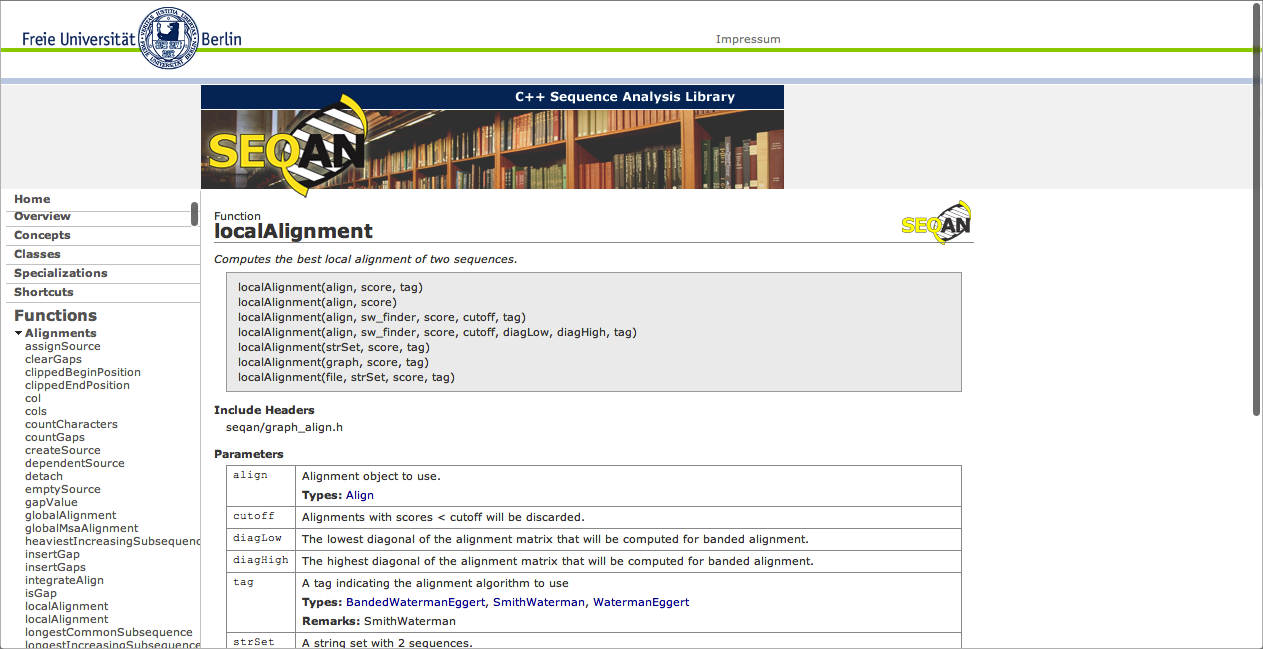 Freie Universität Berlin
Impressum
C++ Sequence Analysis Library
SEQAN
Home
Overview
Concepts
Classes
Specializations
Shortcuts
Functions
Alignments
assignSource
clearGaps
clippedBeginPosition
clippedEndPosition
col
cols
countCharacters
countGaps
createSource
dependentSource
detach
emptySource
gapValue
globalAlignment
globalMsaAlignment
heaviestIncreasingSubsequenc
insertGap
insertGaps
integrateAlign
isGap
localAlignment
localAlignment
longestCommonSubsequence
longestIncreasingSubsequence
Function
localAlignment
SEQAN
Computes the best local alignment of two sequences.
localAlignment(align, score, tag)
localAlignment(align, score)
localAlignment(align, sw_finder, score, cutoff, tag)
localAlignment(align, sw_finder, score, cutoff, diagLow, diagHigh, tag)
localAlignment(strSet, score, tag)
localAlignment(graph, score, tag)
localAlignment(file, strSet, score, tag)
Include Headers
seqan/graph_align.h
Parameters
align Alignment object to use.
Types: Align
cutoff Alignments with scores < cutoff will be discarded.
diagLow The lowest diagonal of the alignment matrix that will be computed for banded alignment.
diagHigh The highest diagonal of the alignment matrix that will be computed for banded alignment.
tag A tag indicating the alignment algorithm to use
Types: BandedWatermanEggert, SmithWaterman, WatermanEggert
Remarks: SmithWaterman
strSet A string set with 2 sequences.